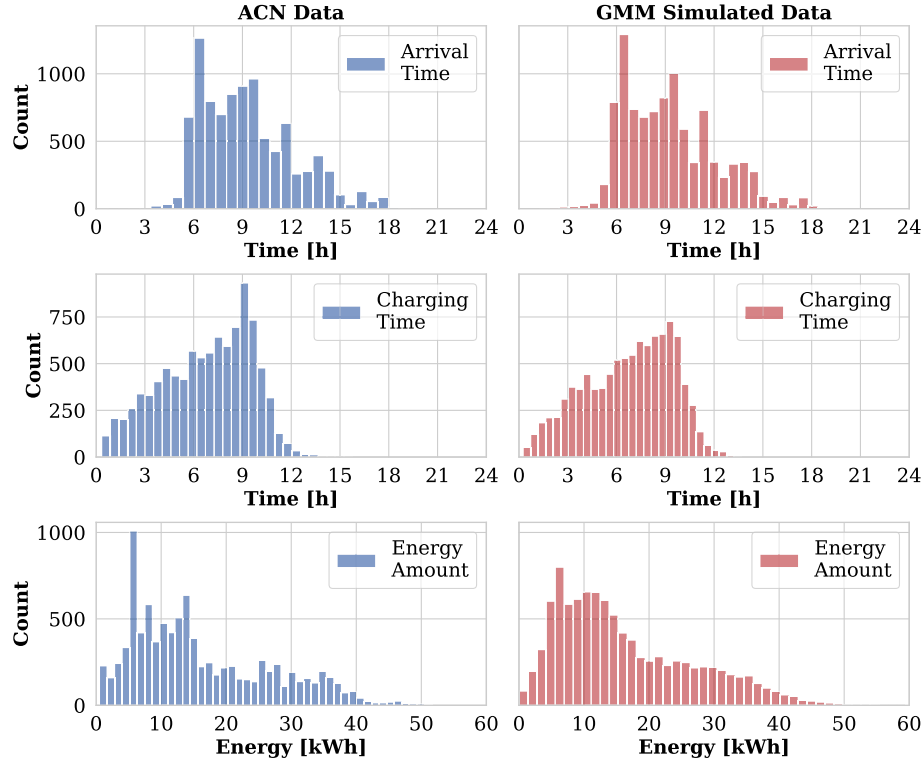 ACN Data
GMM Simulated Data
Count
1000
500
0
Arrival
Time
0 3 6 9 12 15 18 21 24
Time [h]
Arrival
Time
0 3 6 9 12 15 18 21 24
Time [h]
Count
750
500
250
0
Charging
Time
0 3 6 9 12 15 18 21 24
Time [h]
Charging
Time
0 3 6 9 12 15 18 21 24
Time [h]
Count
1000
500
0
Energy
Amount
0 10 20 30 40 50 60
Energy [kWh]
Energy
Amount
0 10 20 30 40 50 60
Energy [kWh]